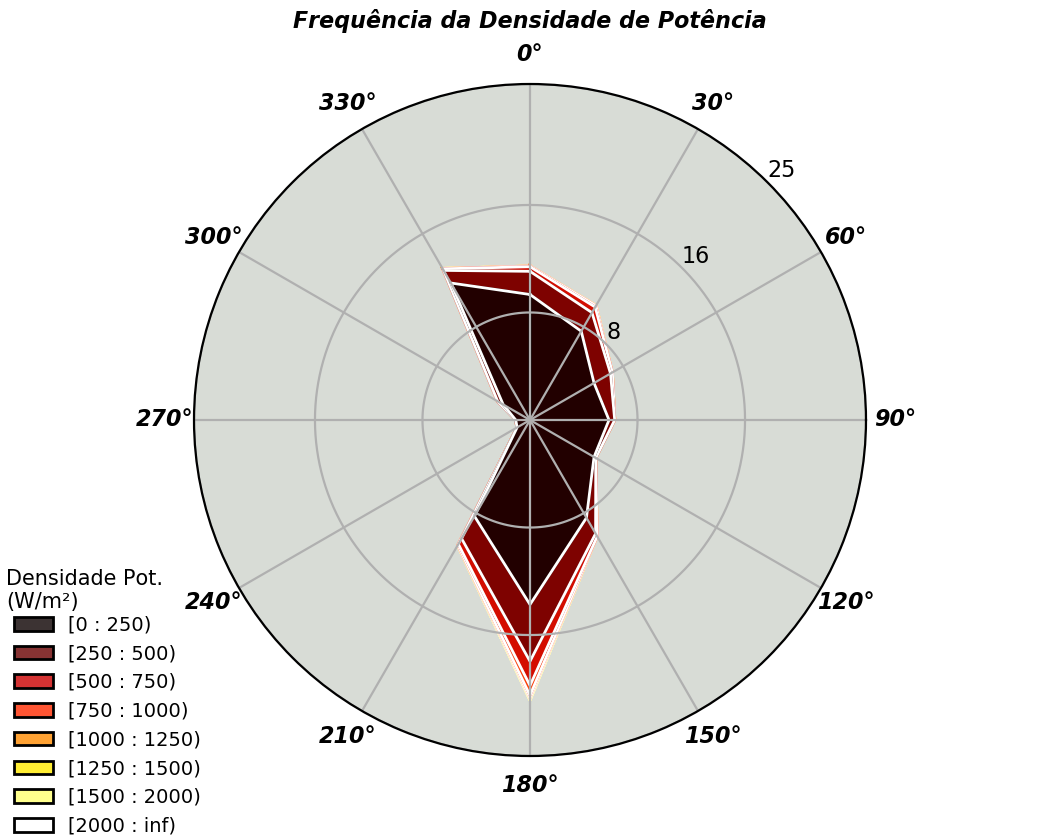 Frequência da Densidade de Potência
0°
330°
30°
25
300°
60°
16
8
270°
90°
240°
120°
210°
150°
180°
Densidade Pot.
(W/m²)
[0 : 250)
[250 : 500)
[500 : 750)
[750 : 1000)
[1000 : 1250)
[1250 : 1500)
[1500 : 2000)
[2000 : inf)